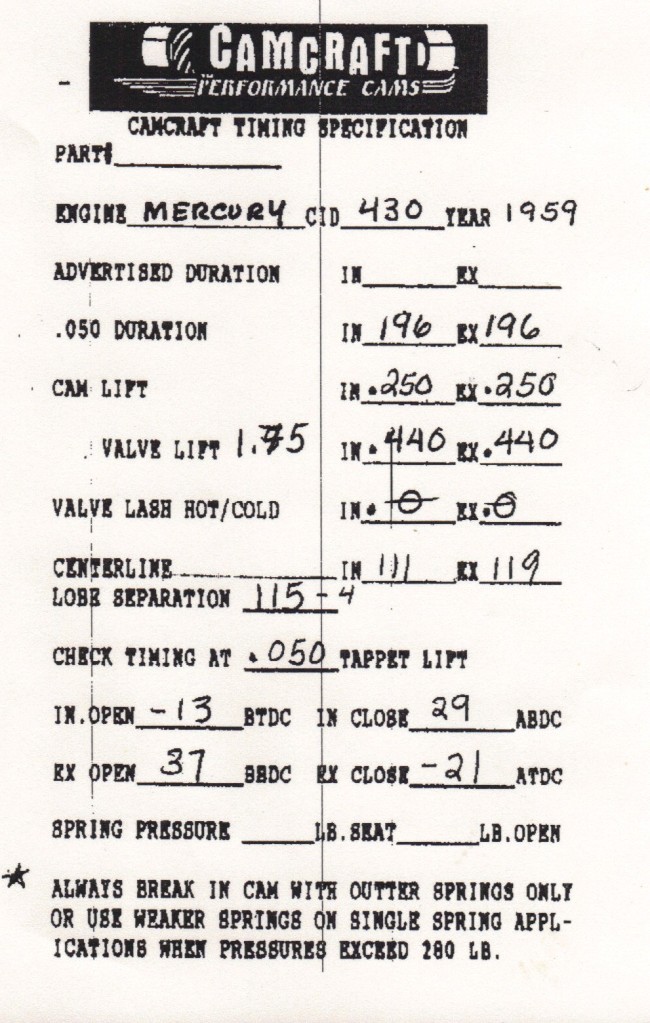 CAMCRAFT
THE PERFORMANCE CAMS
CAMCRAFT TIMING SPECIFICATION
PART#
ENGINE MERCURY CID 430 YEAR 1959
ADVERTISED DURATION IN EX
.050 DURATION IN 196 EX 196
CAM LIFT IN .250 EX .250
VALVE LIFT 1.75 IN .440 EX .440
VALVE LASH HOT/COLD IN . 0 EX . 0
CENTERLINE IN 111 EX 119
LOBE SEPARATION 115-4
CHECK TIMING AT .050 TAPPET LIFT
IN.OPEN -13 BTDC IN CLOSE 29 ABDC
EX OPEN 37 BBDC EX CLOSE -21 ATDC
SPRING PRESSURE LB.SEAT LB.OPEN
★ ALWAYS BREAK IN CAM WITH OUTTER SPRINGS ONLY
OR USE WEAKER SPRINGS ON SINGLE SPRING APPL-
ICATIONS WHEN PRESSURES EXCEED 280 LB.